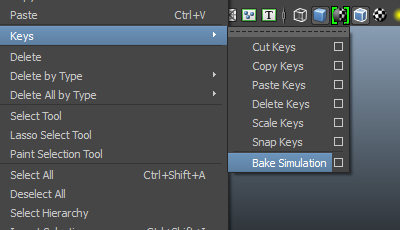 Paste Ctrl+V
Keys
Delete
Delete by Type
Delete All by Type
Select Tool
Lasso Select Tool
Paint Selection Tool
Select All Ctrl+Shift+A
Deselect All
Select Hierarchy
T
Cut Keys
Copy Keys
Paste Keys
Delete Keys
Scale Keys
Snap Keys
Bake Simulation